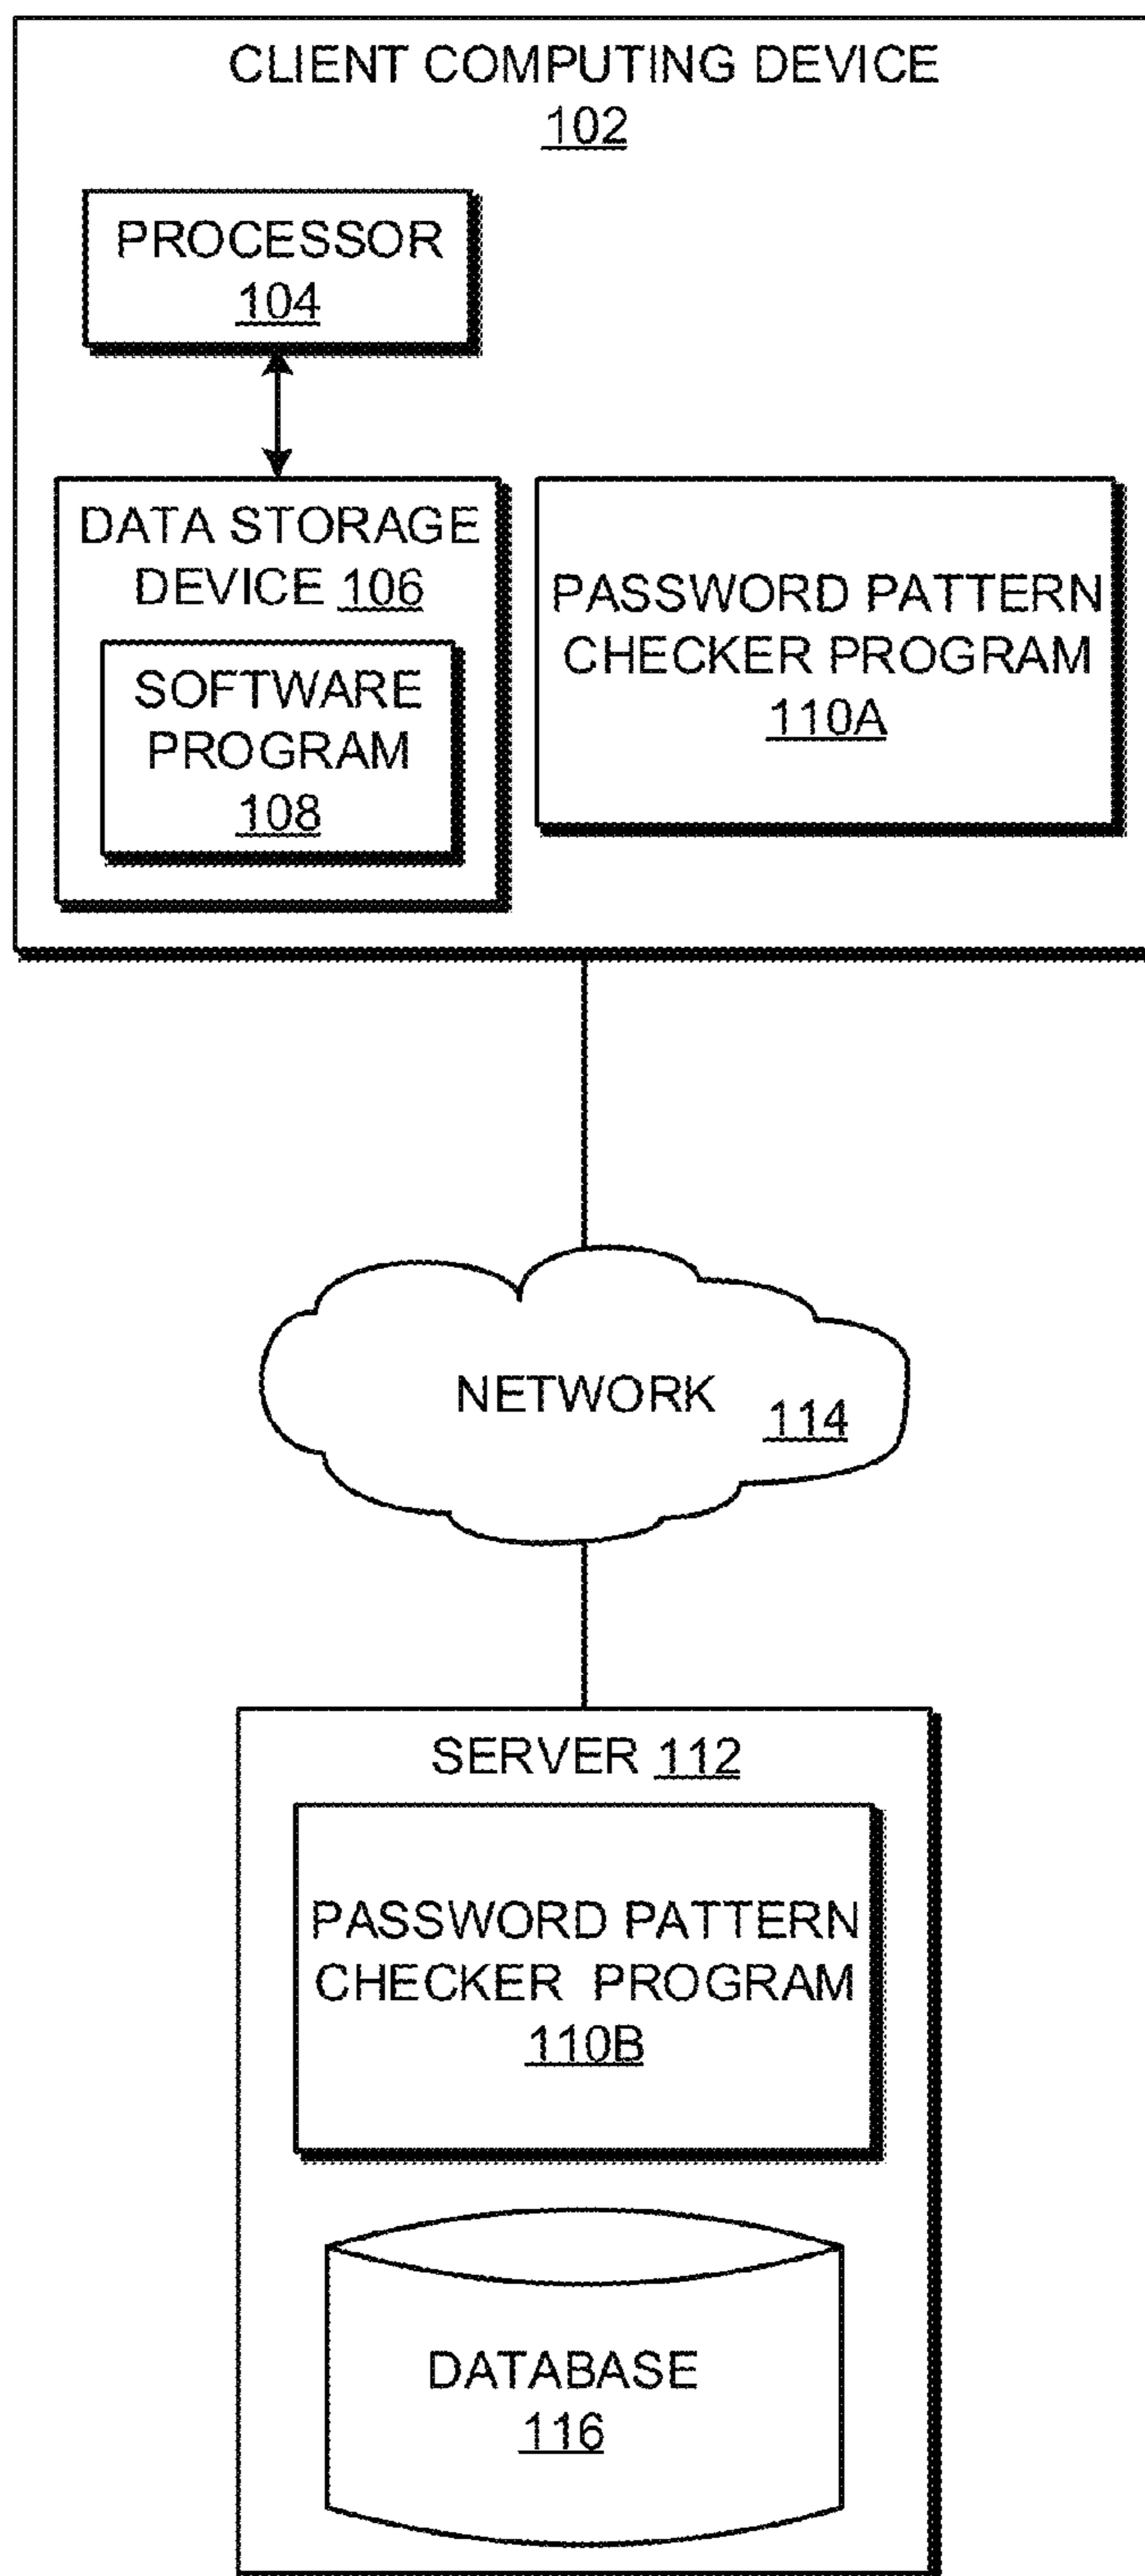 CLIENT COMPUTING DEVICE
102
PROCESSOR
104
DATA STORAGE
DEVICE 106
SOFTWARE
PROGRAM
108
PASSWORD PATTERN
CHECKER PROGRAM
110A
NETWORK
114
SERVER 112
PASSWORD PATTERN
CHECKER PROGRAM
110B
DATABASE
116